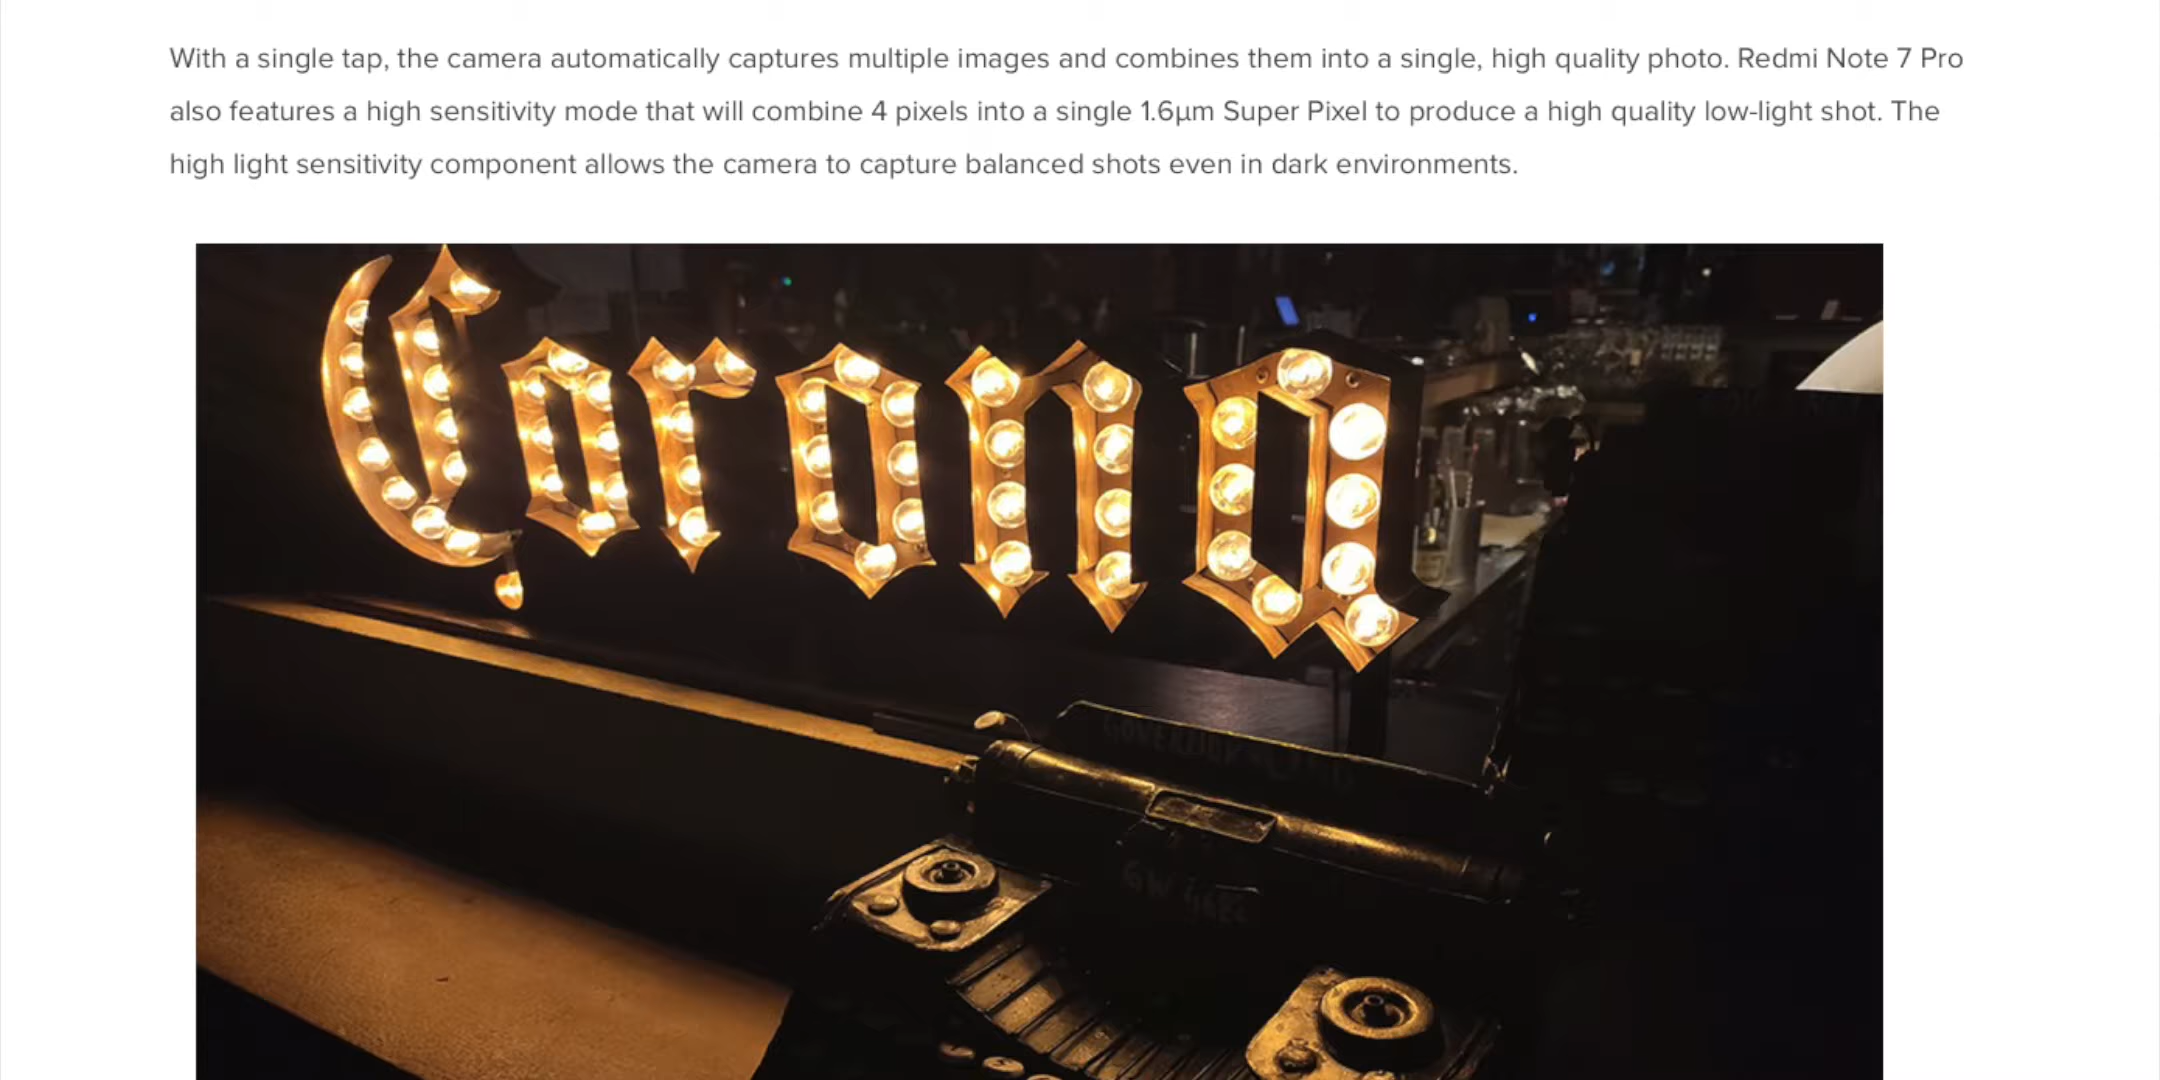 With a single tap, the camera automatically captures multiple images and combines them into a single, high quality photo. Redmi Note 7 Pro
also features a high sensitivity mode that will combine 4 pixels into a single 1.6µm Super Pixel to produce a high quality low-light shot. The
high light sensitivity component allows the camera to capture balanced shots even in dark environments.
Corona